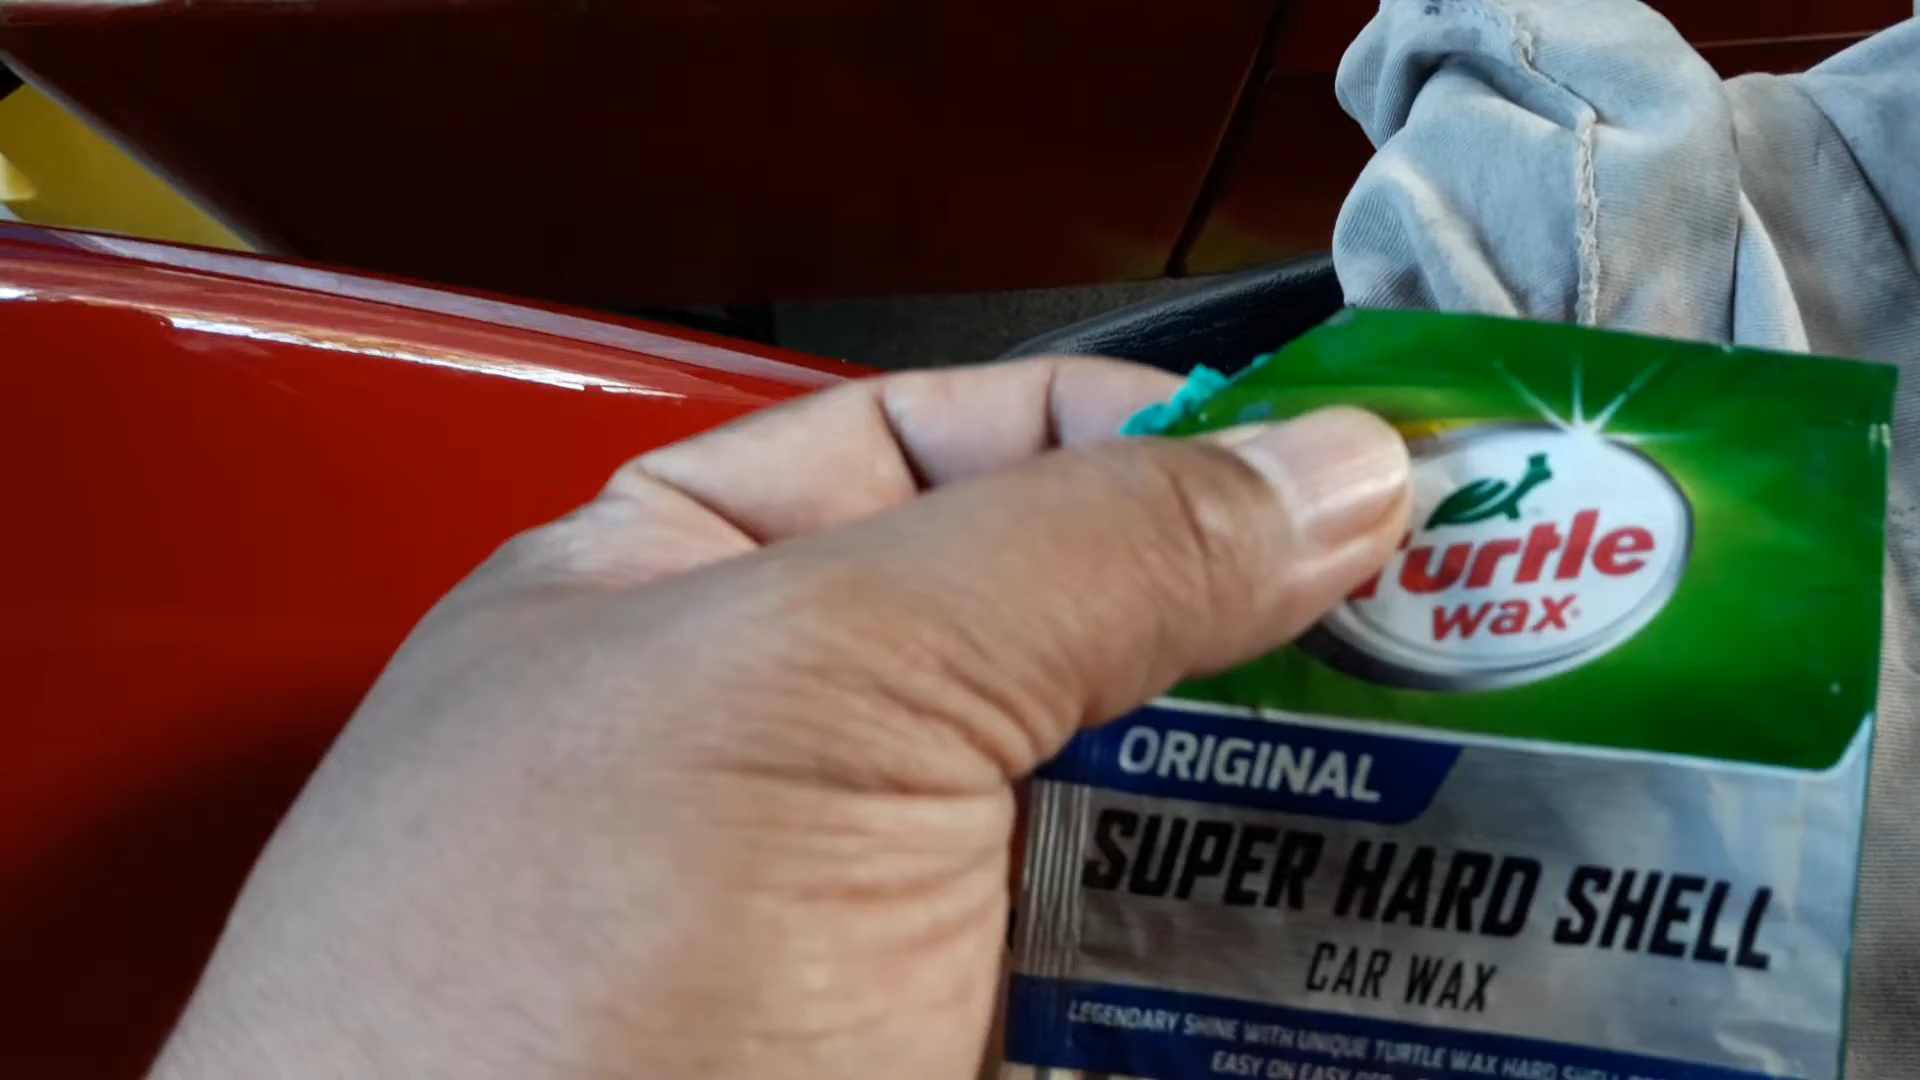 Turtle
wax
ORIGINAL
SUPER HARD SHELL
CAR WAX
LEGENDARY SHINE WITH UNIQUE TURTLE WAX HARD SHELL
EASY ON EASY OFF